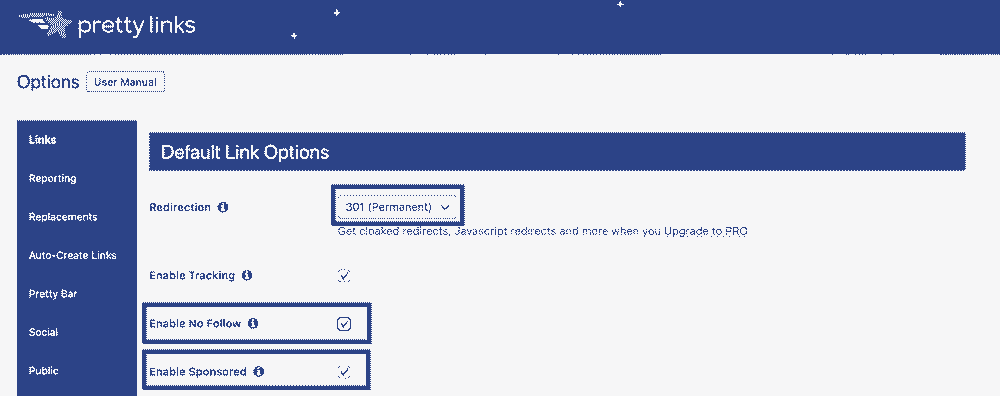 pretty links
Options
User Manual
Links
Default Link Options
Reporting
Redirection
301 (Permanent)
Replacements
Get cloaked redirects, Javascript redirects and more when you Upgrade to PRO
Auto-Create Links
Enable Tracking
Pretty Bar
Enable No Follow
Social
Public
Enable Sponsored